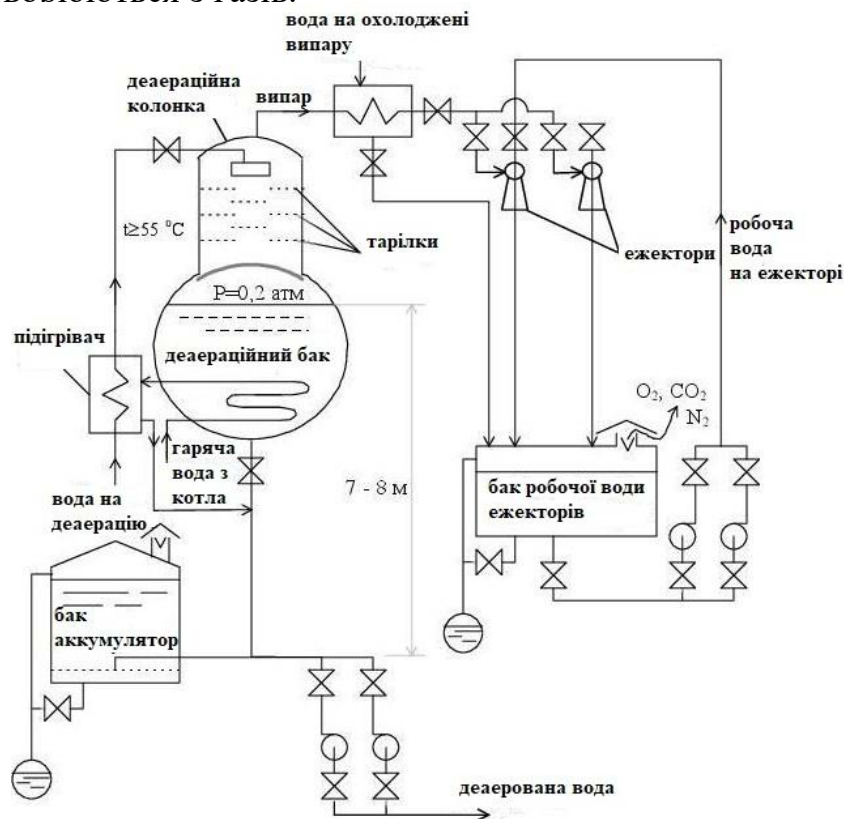 вода на охолоджені
випару
деаераційна
колонка
випар
t≥55 °C
тарілки
ежектори
робоча
вода
на ежекторі
P=0,2 атм
підігрівач
деаераційний бак
O₂, CO₂
N₂
гаряча
вода з
котла
7 - 8 м
вода на
деаерацію
бак робочої води
ежекторів
бак
аккумулятор
деаерована вода